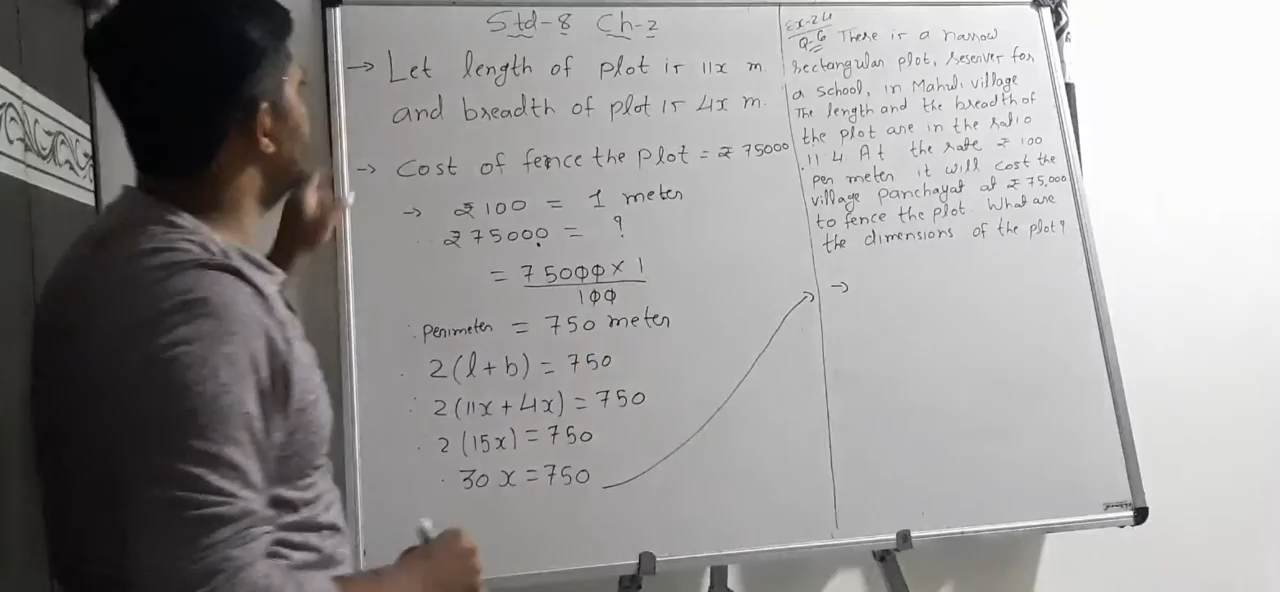 Std-8 Ch-2
→ Let length of plot is 11x m.
and breadth of plot is 4x m.
→ Cost of fence the plot = ₹ 75000
→ ₹100 = 1 meter
₹75000 = ?
= 75000 × 1
100
∴ perimeter = 750 meter
2(l+b) = 750
∴ 2(11x + 4x) = 750
2(15x) = 750
30x = 750
Ex-2.4
Q-6 There is a narrow
rectangular plot, reserver for
a school, in Mahuli village
The length and the breadth of
the plot are in the ratio
11:4 At the rate ₹100
per meter it will cost the
village panchayat at ₹75,000
to fence the plot. What are
the dimensions of the plot?
→